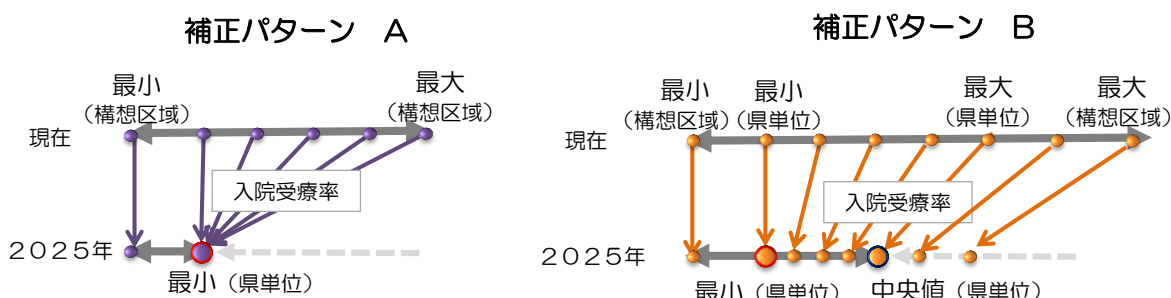 補正パターン　A
最小
（構想区域）
最大
（構想区域）
現在
入院受療率
２０２５年
最小（県単位）
補正パターン　B
最小
（構想区域）
最小
（県単位）
最大
（県単位）
最大
（構想区域）
現在
入院受療率
２０２５年
最小（県単位）
中央値（県単位）